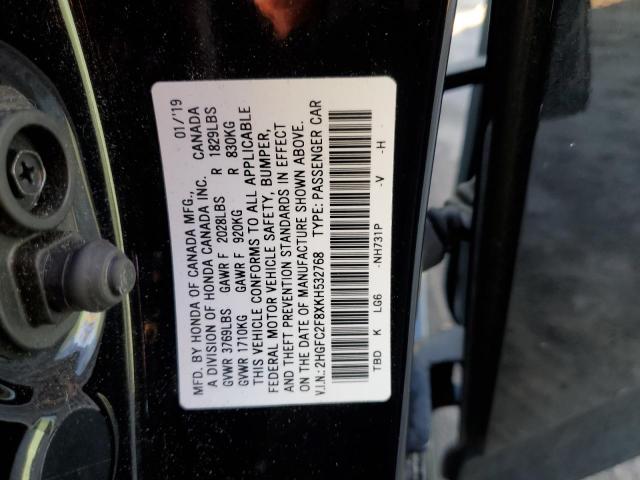 MFD. BY HONDA OF CANADA MFG., 01/'19
A DIVISION OF HONDA CANADA INC. CANADA
GVWR 3769LBS GAWR F 2028LBS R 1829LBS
GVWR 1710KG GAWR F 920KG R 830KG
THIS VEHICLE CONFORMS TO ALL APPLICABLE
FEDERAL MOTOR VEHICLE SAFETY, BUMPER,
AND THEFT PREVENTION STANDARDS IN EFFECT
ON THE DATE OF MANUFACTURE SHOWN ABOVE.
V.I.N.: 2HGFC2F8XKH532768 TYPE: PASSENGER CAR
TBD K LG6 -NH731P -V -H